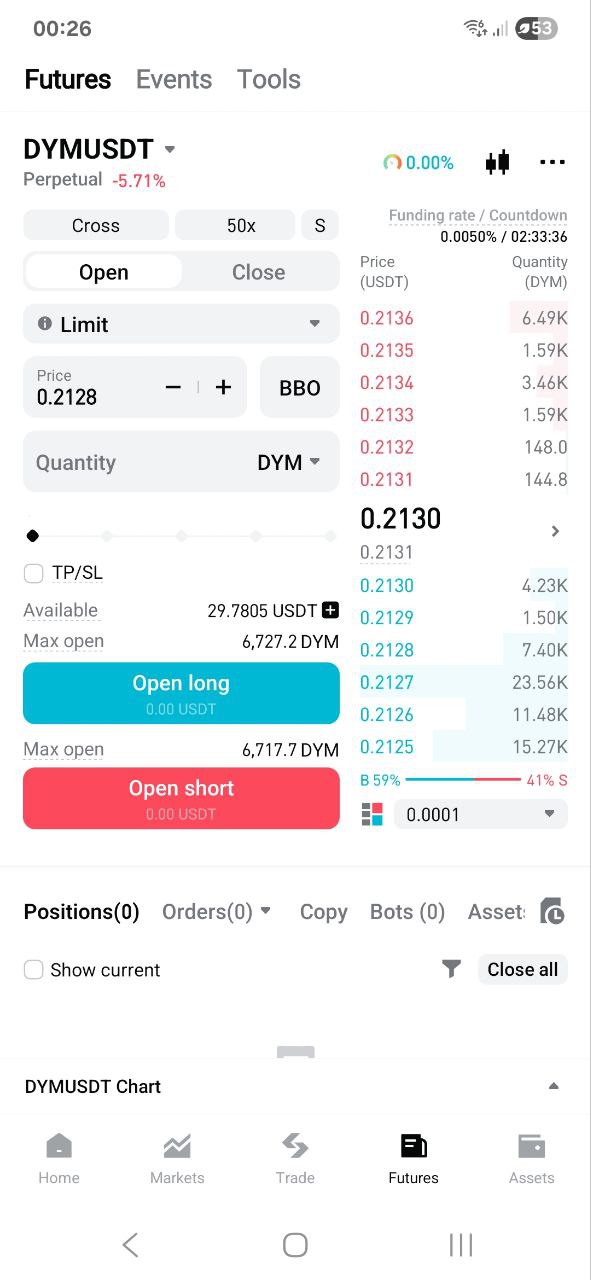 00:26
53
Futures Events Tools
DYMUSDT
Perpetual -5.71%
0.00%
Cross 50x S
Funding rate / Countdown
0.0050% / 02:33:36
Open Close
Price Quantity
(USDT) (DYM)
Limit
Price
0.2128
BBO
Quantity DYM
TP/SL
Available 29.7805 USDT
Max open 6,727.2 DYM
Open long
0.00 USDT
Max open 6,717.7 DYM
Open short
0.00 USDT
0.2136 6.49K
0.2135 1.59K
0.2134 3.46K
0.2133 1.59K
0.2132 148.0
0.2131 144.8
0.2130
0.2131
0.2130 4.23K
0.2129 1.50K
0.2128 7.40K
0.2127 23.56K
0.2126 11.48K
0.2125 15.27K
B 59% 41% S
0.0001
Positions(0) Orders(0) Copy Bots (0) Assets
Show current Close all
DYMUSDT Chart
Home Markets Trade Futures Assets